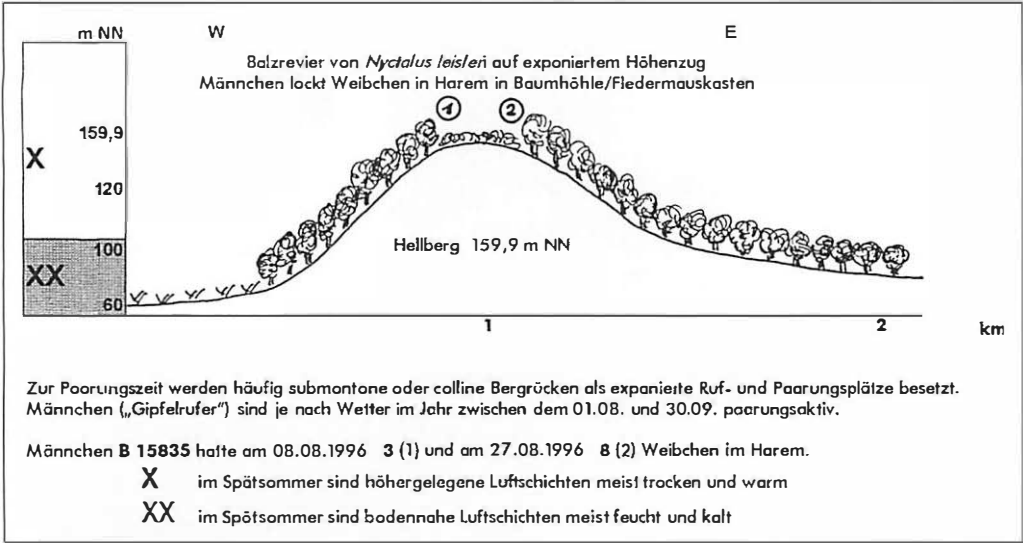 m NN W E
Balzrevier von Nyctalus leisleri auf exponiertem Höhenzug
Männchen lockt Weibchen in Harem in Baumhöhle/Fledermauskasten
1 2
159,9
X
120
Hellberg 159,9 m NN
100
XX
60
1 2 km
Zur Paarungszeit werden häufig submontane oder colline Bergrücken als exponierte Ruf- und Paarungsplätze besetzt.
Männchen („Gipfelrufer") sind je nach Wetter im Jahr zwischen dem 01.08. und 30.09. paarungsaktiv.
Männchen B 15835 hatte am 08.08.1996 3 (1) und am 27.08.1996 8 (2) Weibchen im Harem.
X im Spätsommer sind höhergelegene Luftschichten meist trocken und warm
XX im Spätsommer sind bodennahe Luftschichten meist feucht und kalt